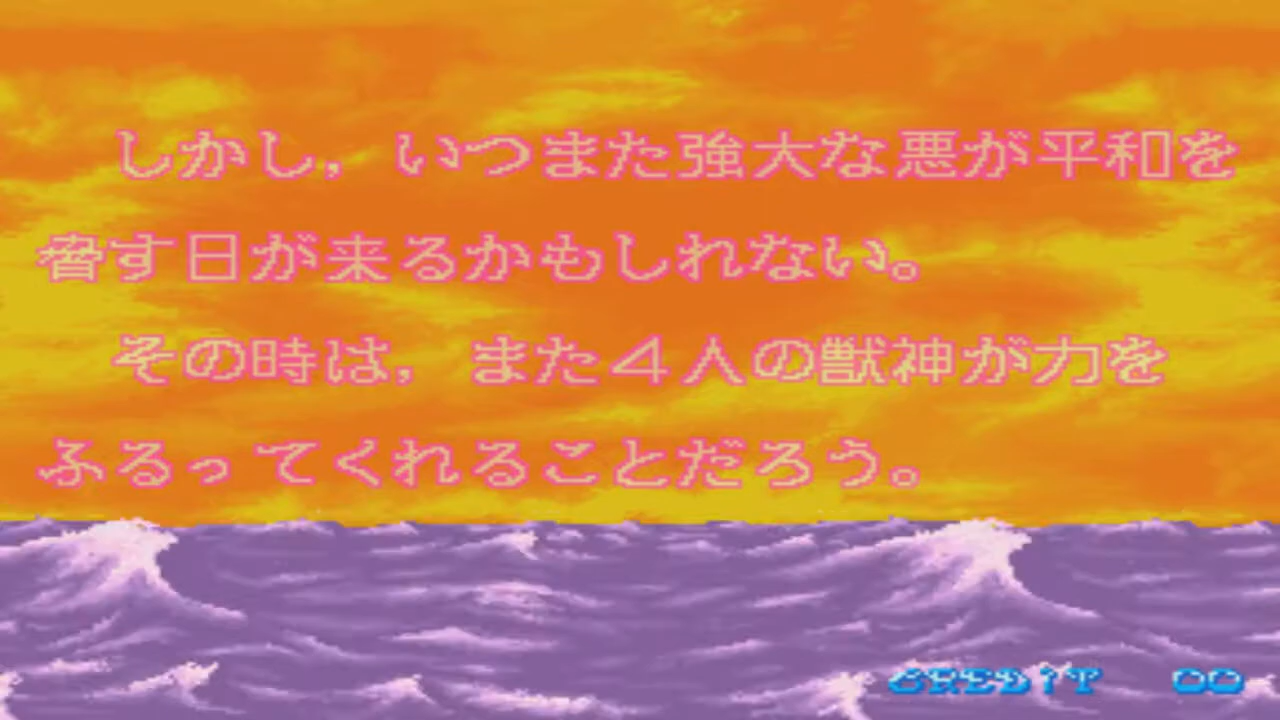 しかし，いつまた強大な悪が平和を
脅す日が来るかもしれない。
その時は，また４人の獣神が力を
ふるってくれることだろう。
CREDIT 00